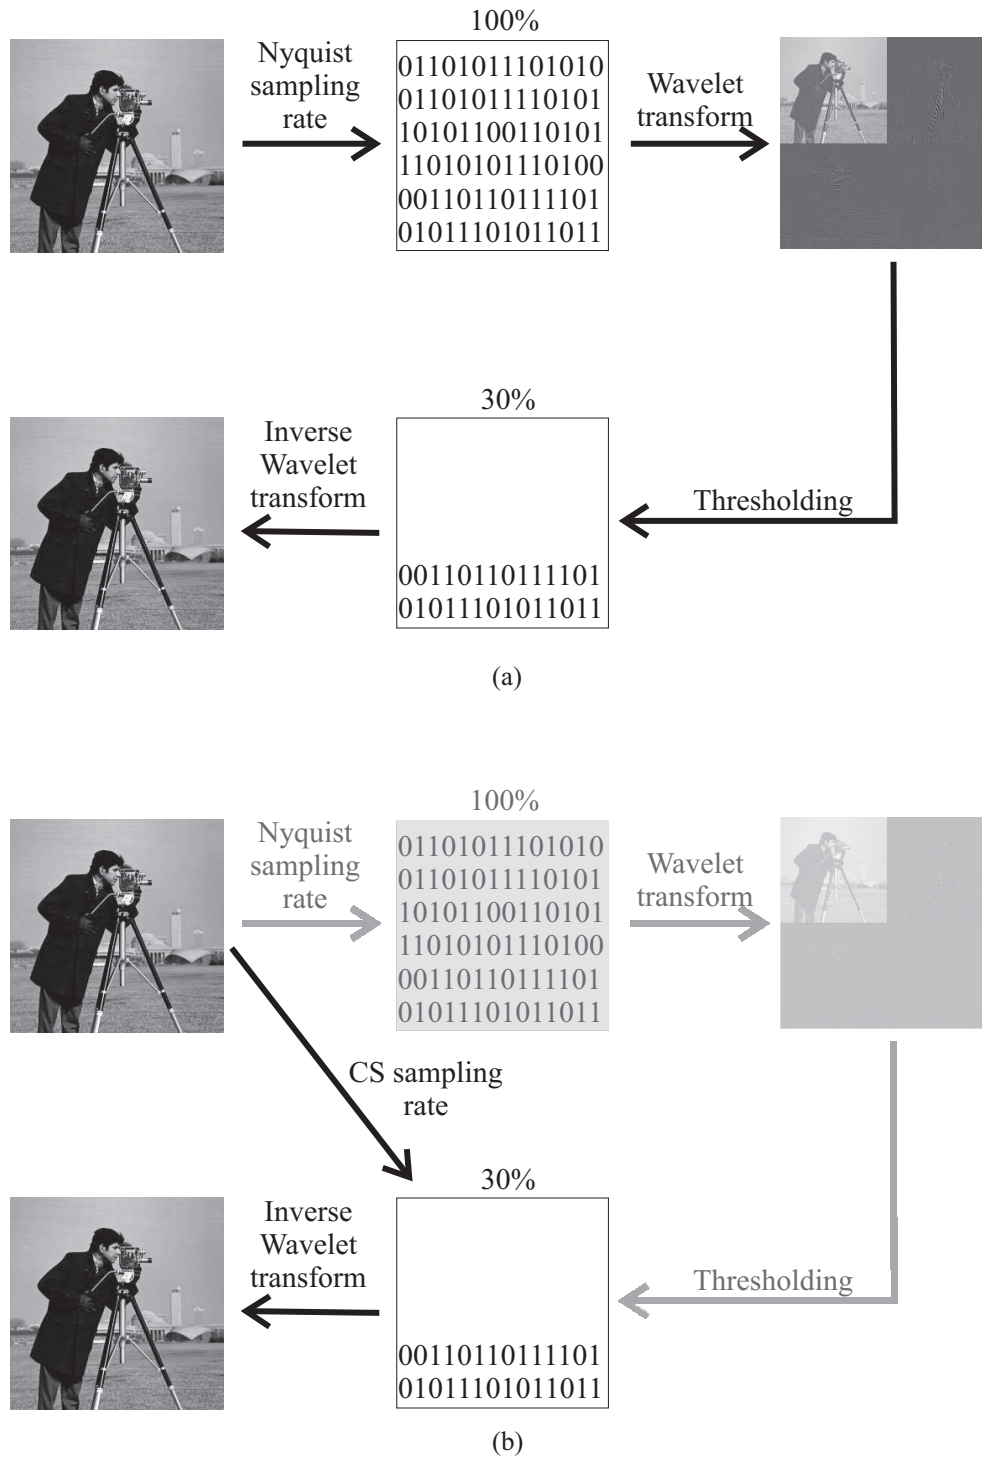 100%
Nyquist
sampling
rate
01101011101010
01101011110101
10101100110101
11010101110100
00110110111101
01011101011011
Wavelet
transform
30%
Inverse
Wavelet
transform
00110110111101
01011101011011
Thresholding
(a)
100%
Nyquist
sampling
rate
01101011101010
01101011110101
10101100110101
11010101110100
00110110111101
01011101011011
Wavelet
transform
CS sampling
rate
30%
Inverse
Wavelet
transform
00110110111101
01011101011011
Thresholding
(b)